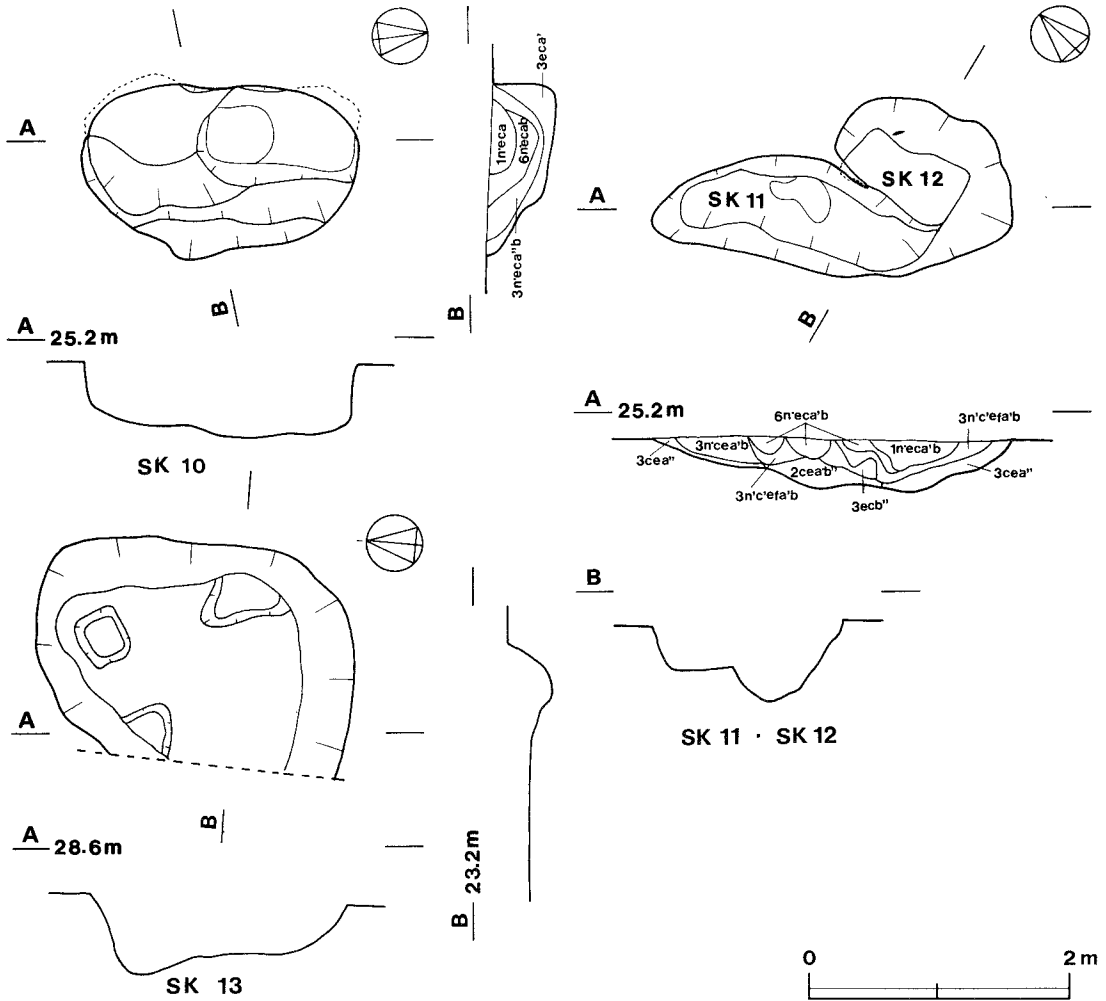 A
B
A 25.2m
SK 10
3eca'
1n'eca
6n'ecab
3n'eca"b
B
A
SK 11
SK 12
B
A 25.2m
6n'eca'b
3n'c'efa'b
3cea"
3n'cea'b
2cea'b"
1n'eca'b
3cea"
3n'c'efa'b
3ecb"
B
SK 11 · SK 12
A
B
A 28.6m
SK 13
B 23.2m
0 2m